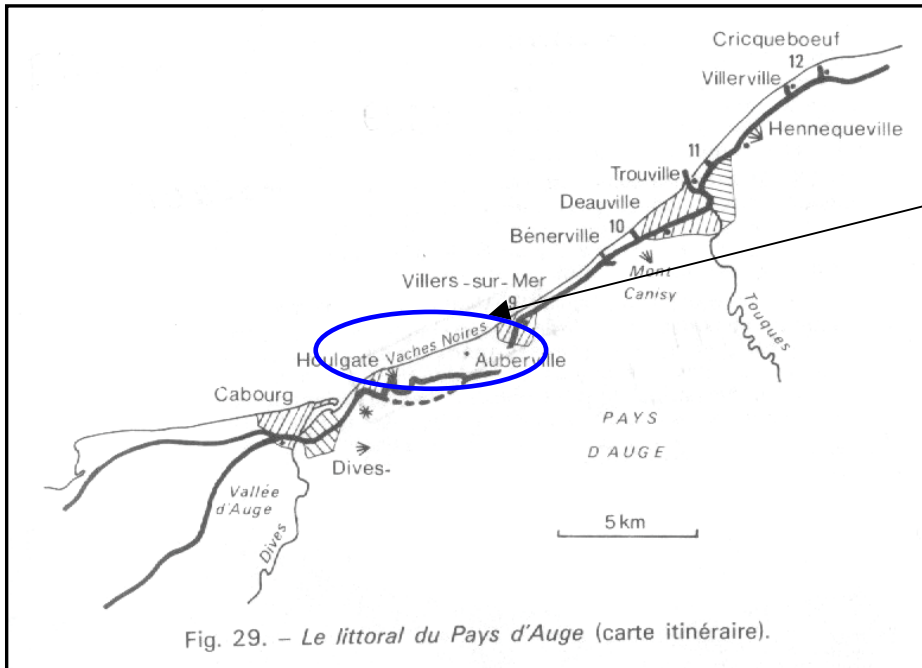 Cricqueboeuf
12
Villerville
Hennequeville
11
Trouville
Deauville
10
Bénerville
Mont
Canisy
Villers-sur-Mer
9
Touques
Houlgate
Vaches Noires
Auberville
Cabourg
PAYS
D'AUGE
Dives-
Vallée
d'Auge
Dives
5 km
Fig. 29. – Le littoral du Pays d'Auge (carte itinéraire).